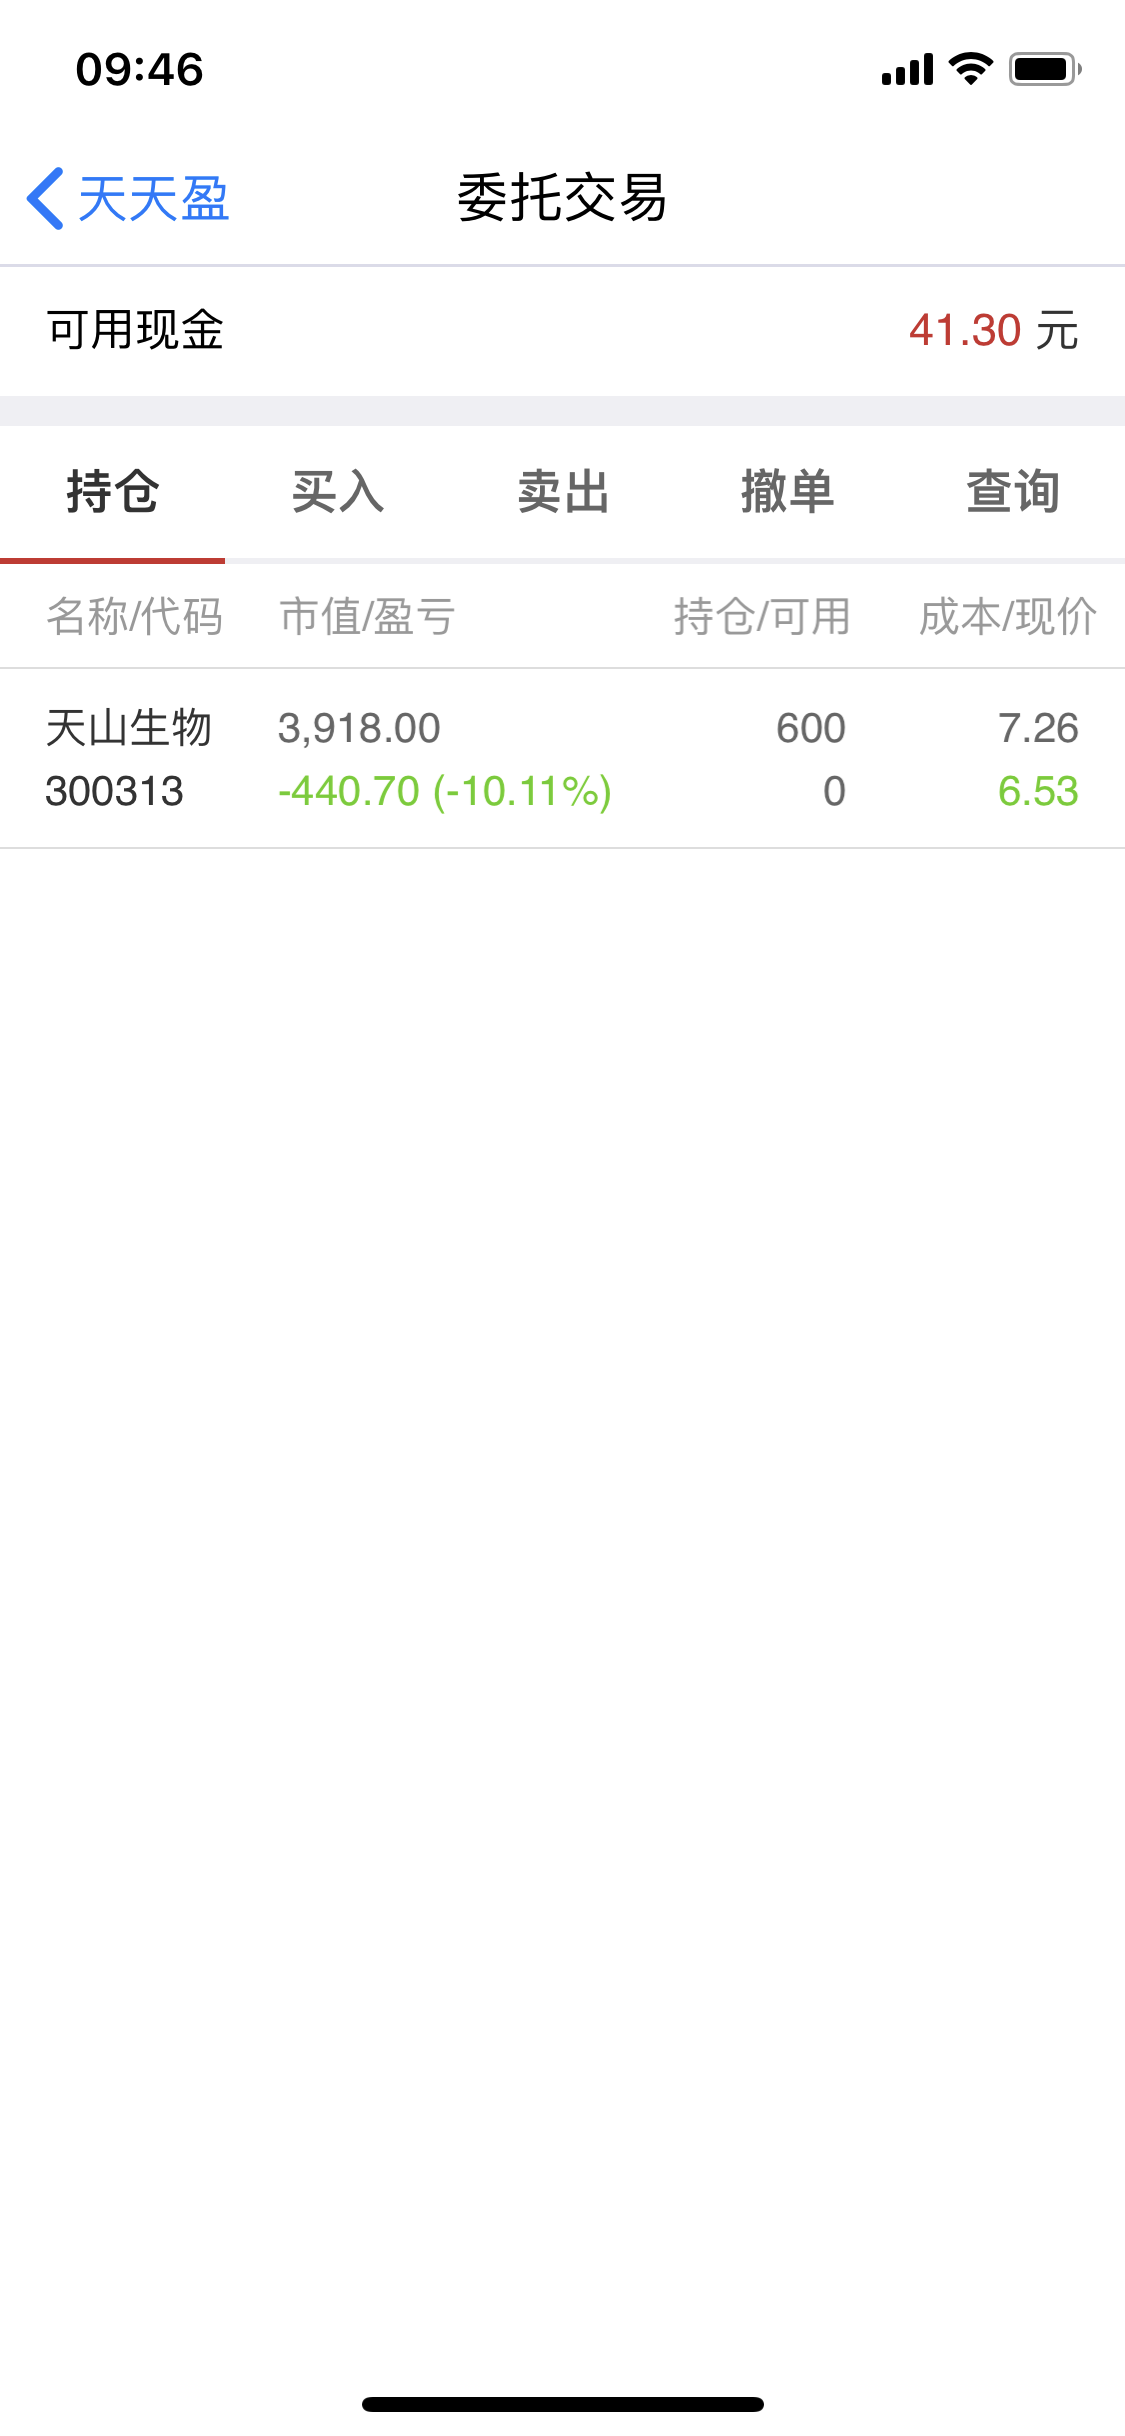 09:46
天天盈 委托交易
可用现金 41.30 元
持仓 买入 卖出 撤单 查询
名称/代码 市值/盈亏 持仓/可用 成本/现价
天山生物 3,918.00 600 7.26
300313 -440.70 (-10.11%) 0 6.53